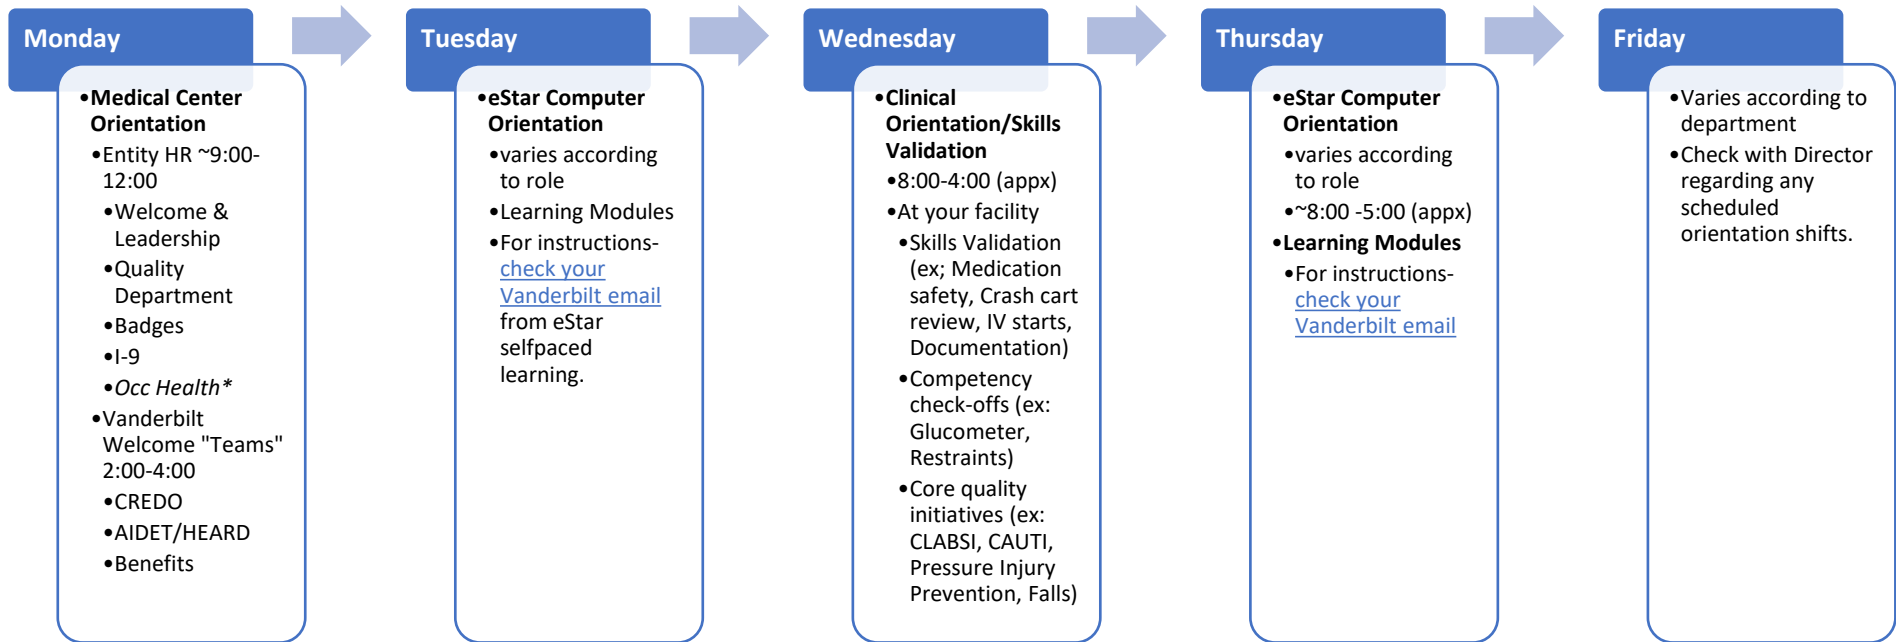 Monday
•Medical Center
Orientation
•Entity HR ~9:00-
12:00
•Welcome &
Leadership
•Quality
Department
•Badges
•I-9
•Occ Health*
•Vanderbilt
Welcome "Teams"
2:00-4:00
•CREDO
•AIDET/HEARD
•Benefits
Tuesday
•eStar Computer
Orientation
•varies according
to role
•Learning Modules
•For instructions-
check your
Vanderbilt email
from eStar
selfpaced
learning.
Wednesday
•Clinical
Orientation/Skills
Validation
•8:00-4:00 (appx)
•At your facility
•Skills Validation
(ex; Medication
safety, Crash cart
review, IV starts,
Documentation)
•Competency
check-offs (ex:
Glucometer,
Restraints)
•Core quality
initiatives (ex:
CLABSI, CAUTI,
Pressure Injury
Prevention, Falls)
Thursday
•eStar Computer
Orientation
•varies according
to role
•~8:00 -5:00 (appx)
•Learning Modules
•For instructions-
check your
Vanderbilt email
Friday
•Varies according to
department
•Check with Director
regarding any
scheduled
orientation shifts.